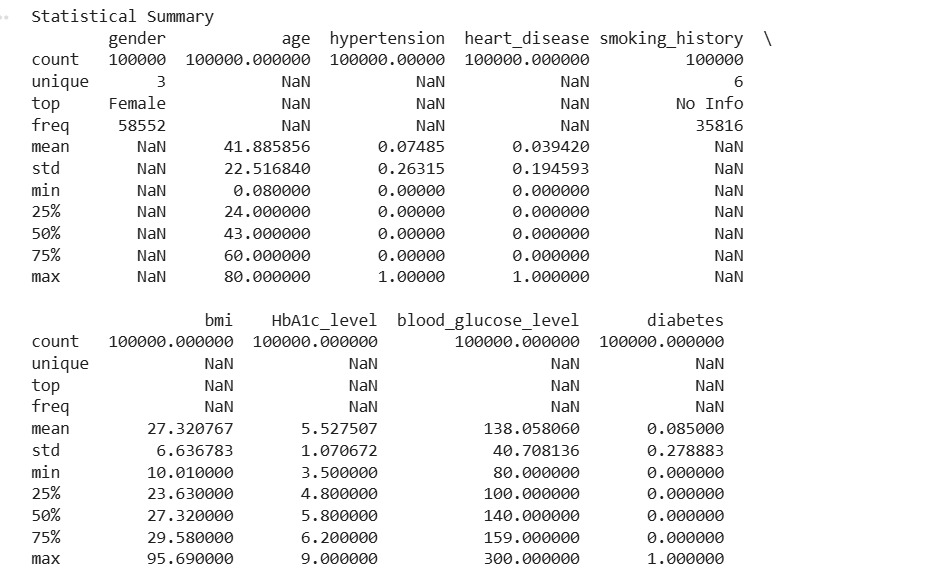 Statistical Summary
gender age hypertension heart_disease smoking_history \
count 100000 100000.000000 100000.00000 100000.000000 100000
unique 3 NaN NaN NaN 6
top Female NaN NaN NaN No Info
freq 58552 NaN NaN NaN 35816
mean NaN 41.885856 0.07485 0.039420 NaN
std NaN 22.516840 0.26315 0.194593 NaN
min NaN 0.080000 0.00000 0.000000 NaN
25% NaN 24.000000 0.00000 0.000000 NaN
50% NaN 43.000000 0.00000 0.000000 NaN
75% NaN 60.000000 0.00000 0.000000 NaN
max NaN 80.000000 1.00000 1.000000 NaN
bmi HbA1c_level blood_glucose_level diabetes
count 100000.000000 100000.000000 100000.000000 100000.000000
unique NaN NaN NaN NaN
top NaN NaN NaN NaN
freq NaN NaN NaN NaN
mean 27.320767 5.527507 138.058060 0.085000
std 6.636783 1.070672 40.708136 0.278883
min 10.010000 3.500000 80.000000 0.000000
25% 23.630000 4.800000 100.000000 0.000000
50% 27.320000 5.800000 140.000000 0.000000
75% 29.580000 6.200000 159.000000 0.000000
max 95.690000 9.000000 300.000000 1.000000